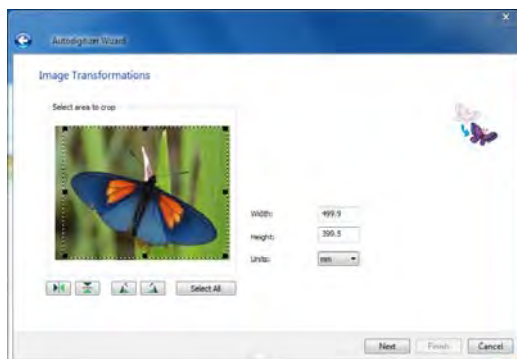 Autodigitizer Wizard
Image Transformations
Select area to crop
Width: 499.9
Height: 399.5
Units: mm
Select All
Next Finish Cancel